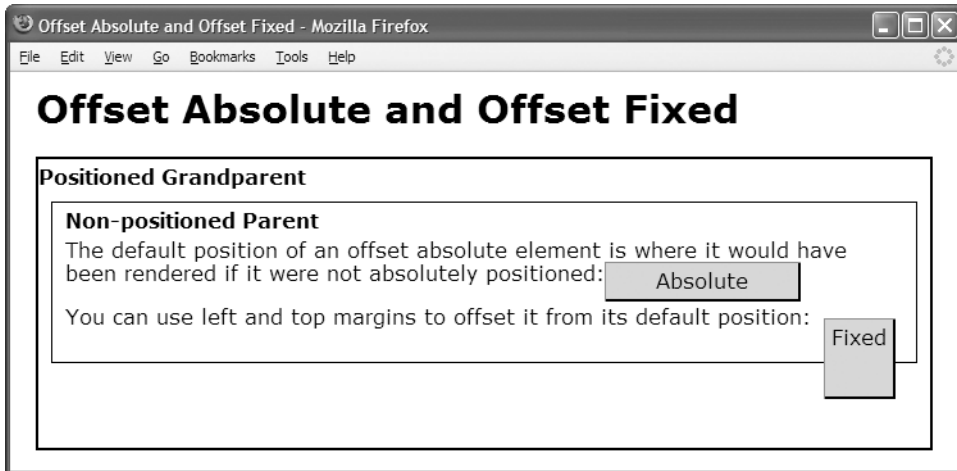 Offset Absolute and Offset Fixed - Mozilla Firefox
File Edit View Go Bookmarks Tools Help
Offset Absolute and Offset Fixed
Positioned Grandparent
Non-positioned Parent
The default position of an offset absolute element is where it would have
been rendered if it were not absolutely positioned: Absolute
You can use left and top margins to offset it from its default position:
Fixed